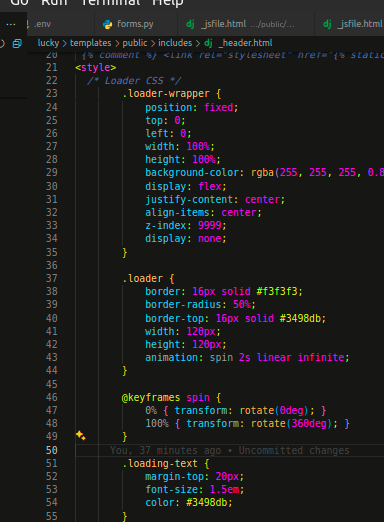 Go Run Terminal Help
... .env forms.py _jsfile.html .../public/... _jsfile.html
lucky > templates > public > includes > _header.html
20 {% comment %} <link rel="stylesheet" href="{% stati
21 <style>
22 /* Loader CSS */
23 .loader-wrapper {
24 position: fixed;
25 top: 0;
26 left: 0;
27 width: 100%;
28 height: 100%;
29 background-color: rgba(255, 255, 255, 0.8
30 display: flex;
31 justify-content: center;
32 align-items: center;
33 z-index: 9999;
34 display: none;
35 }
36
37 .loader {
38 border: 16px solid #f3f3f3;
39 border-radius: 50%;
40 border-top: 16px solid #3498db;
41 width: 120px;
42 height: 120px;
43 animation: spin 2s linear infinite;
44 }
45
46 @keyframes spin {
47 0% { transform: rotate(0deg); }
48 100% { transform: rotate(360deg); }
49 }
50 You, 37 minutes ago • Uncommitted changes
51 .loading-text {
52 margin-top: 20px;
53 font-size: 1.5em;
54 color: #3498db;
55 }